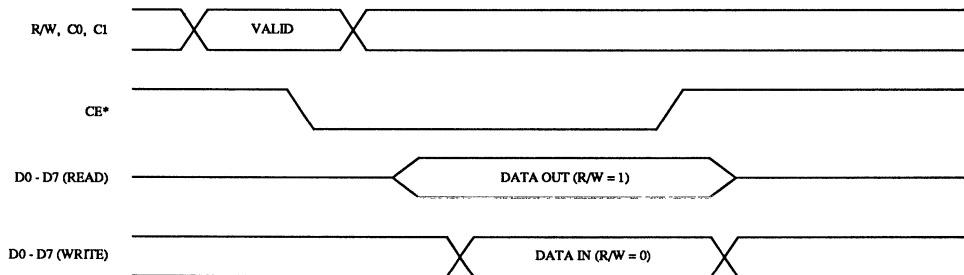 R/W, C0, C1
VALID
CE*
D0 - D7 (READ)
DATA OUT (R/W = 1)
D0 - D7 (WRITE)
DATA IN (R/W = 0)